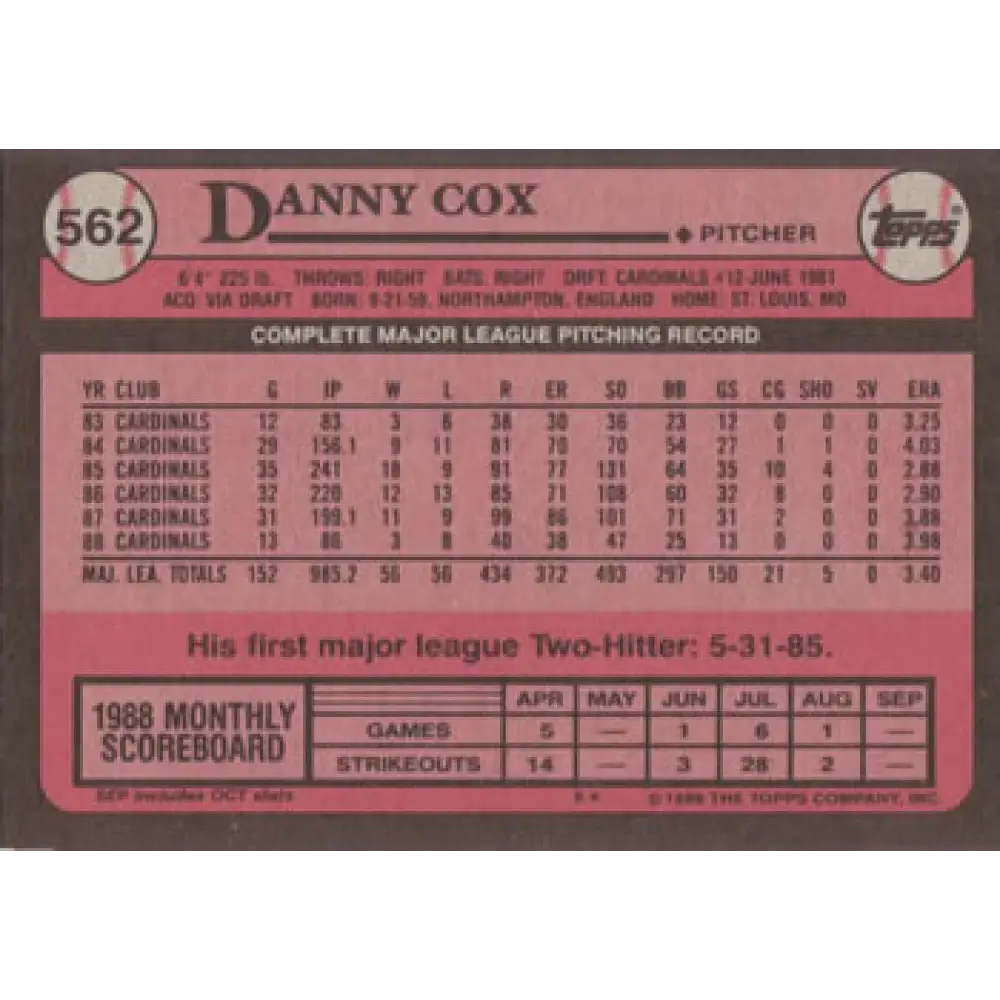 562
DANNY COX
PITCHER
Topps®
6'4" 225 lb. THROWS: RIGHT BATS: RIGHT DRFT: CARDINALS #12-JUNE 1981
ACQ: VIA DRAFT BORN: 9-21-59, NORTHAMPTON, ENGLAND HOME: ST. LOUIS, MO
COMPLETE MAJOR LEAGUE PITCHING RECORD
YR CLUB G IP W L R ER SO BB GS CG SHO SV ERA
83 CARDINALS 12 83 3 6 38 30 36 23 12 0 0 0 3.25
84 CARDINALS 29 156.1 9 11 81 70 70 54 27 1 1 0 4.03
85 CARDINALS 35 241 18 9 91 77 131 64 35 10 4 0 2.88
86 CARDINALS 32 220 12 13 85 71 108 60 32 8 0 0 2.90
87 CARDINALS 31 199.1 11 9 99 86 101 71 31 2 0 0 3.88
88 CARDINALS 13 86 3 8 40 38 47 25 13 0 0 0 3.98
MAJ. LEA. TOTALS 152 985.2 56 56 434 372 493 297 150 21 5 0 3.40
His first major league Two-Hitter: 5-31-85.
1988 MONTHLY SCOREBOARD
APR MAY JUN JUL AUG SEP
GAMES 5 — 1 6 1 —
STRIKEOUTS 14 — 3 28 2 —
SEP includes OCT stats
© 1989 THE TOPPS COMPANY, INC.